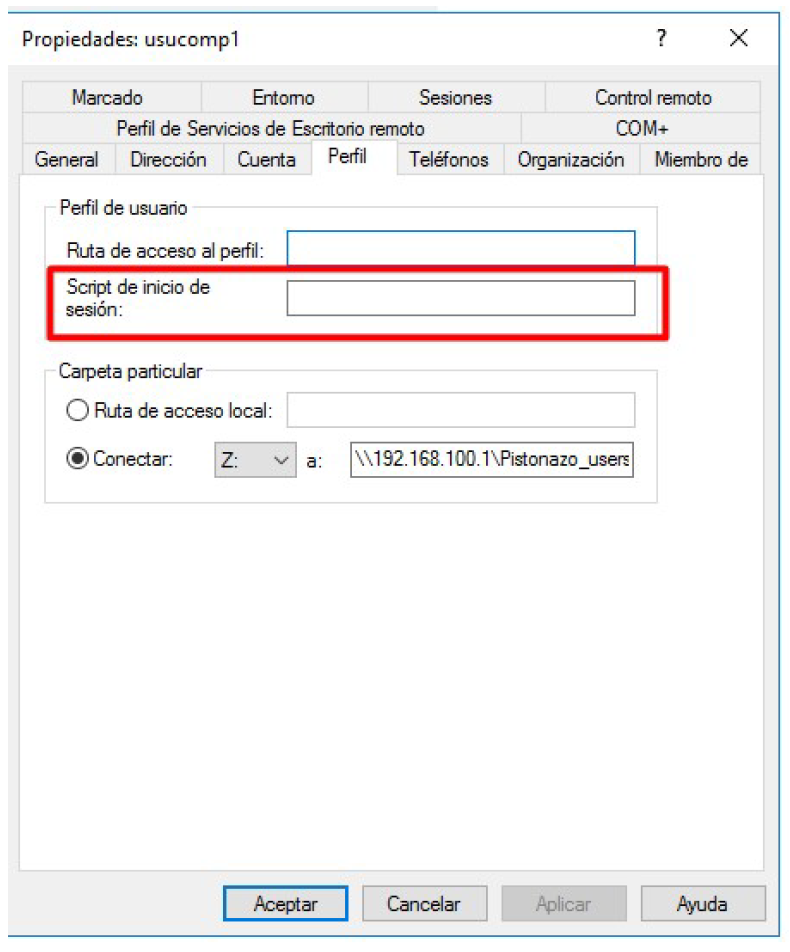 Propiedades: usucomp1 ? ×
Marcado Entorno Sesiones Control remoto
Perfil de Servicios de Escritorio remoto COM+
General Dirección Cuenta Perfil Teléfonos Organización Miembro de
Perfil de usuario
Ruta de acceso al perfil:
Script de inicio de
sesión:
Carpeta particular
Ruta de acceso local:
Conectar: Z: a: \\192.168.100.1\Pistonazo_users
Aceptar Cancelar Aplicar Ayuda